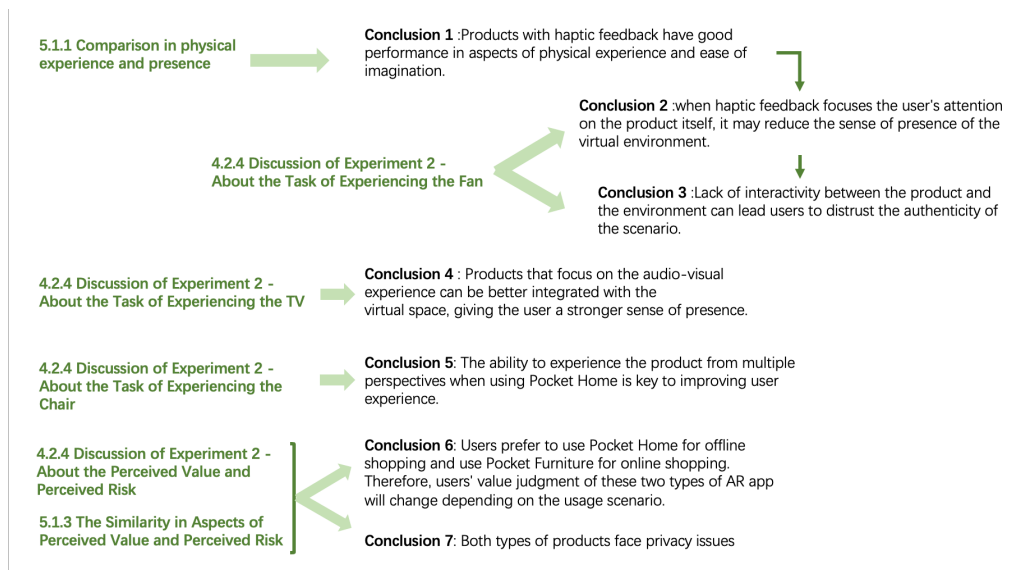 5.1.1 Comparison in physical
experience and presence
Conclusion 1 :Products with haptic feedback have good
performance in aspects of physical experience and ease of
imagination.
Conclusion 2 :when haptic feedback focuses the user's attention
on the product itself, it may reduce the sense of presence of the
virtual environment.
4.2.4 Discussion of Experiment 2 -
About the Task of Experiencing the Fan
Conclusion 3 :Lack of interactivity between the product and
the environment can lead users to distrust the authenticity of
the scenario.
4.2.4 Discussion of Experiment 2 -
About the Task of Experiencing the TV
Conclusion 4 : Products that focus on the audio-visual
experience can be better integrated with the
virtual space, giving the user a stronger sense of presence.
4.2.4 Discussion of Experiment 2 -
About the Task of Experiencing the
Chair
Conclusion 5: The ability to experience the product from multiple
perspectives when using Pocket Home is key to improving user
experience.
4.2.4 Discussion of Experiment 2 -
About the Perceived Value and
Perceived Risk
5.1.3 The Similarity in Aspects of
Perceived Value and Perceived Risk
Conclusion 6: Users prefer to use Pocket Home for offline
shopping and use Pocket Furniture for online shopping.
Therefore, users' value judgment of these two types of AR app
will change depending on the usage scenario.
Conclusion 7: Both types of products face privacy issues